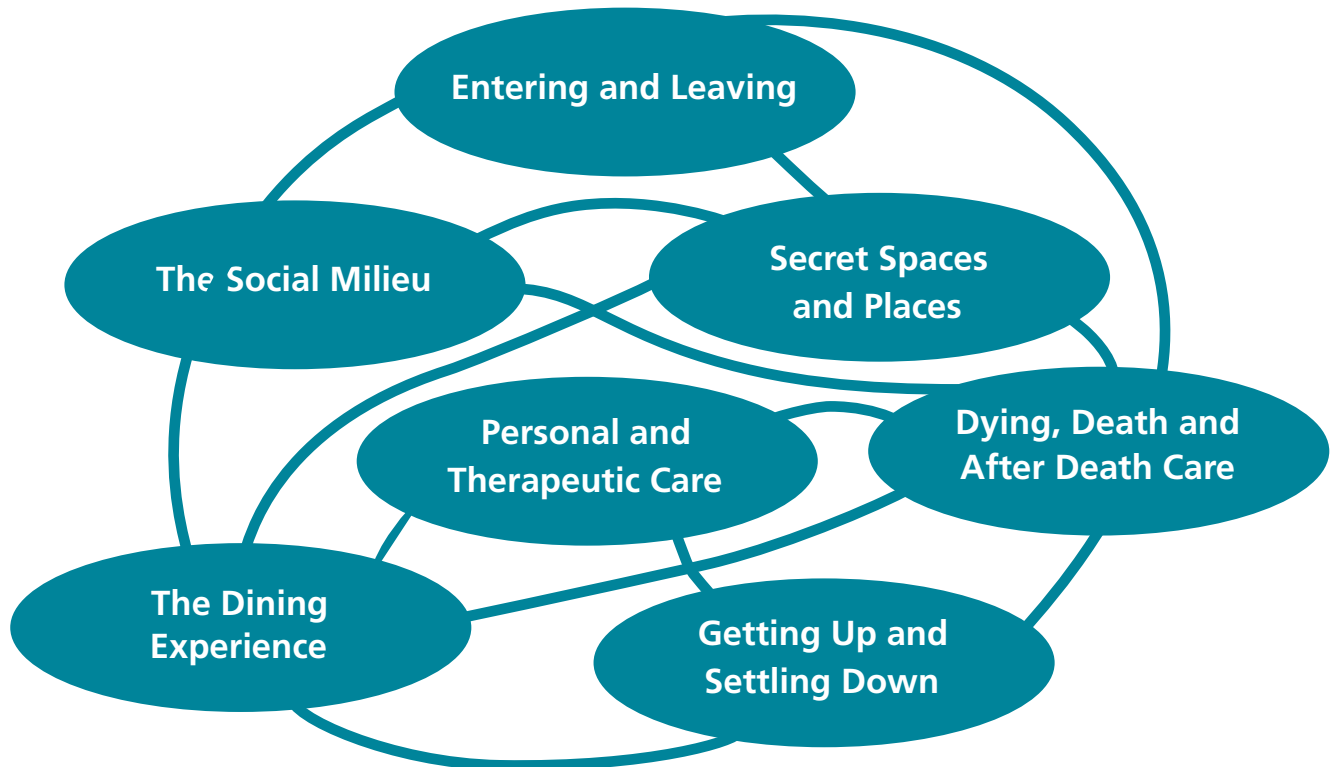 Entering and Leaving
The Social Milieu
Secret Spaces
and Places
Personal and
Therapeutic Care
Dying, Death and
After Death Care
The Dining
Experience
Getting Up and
Settling Down